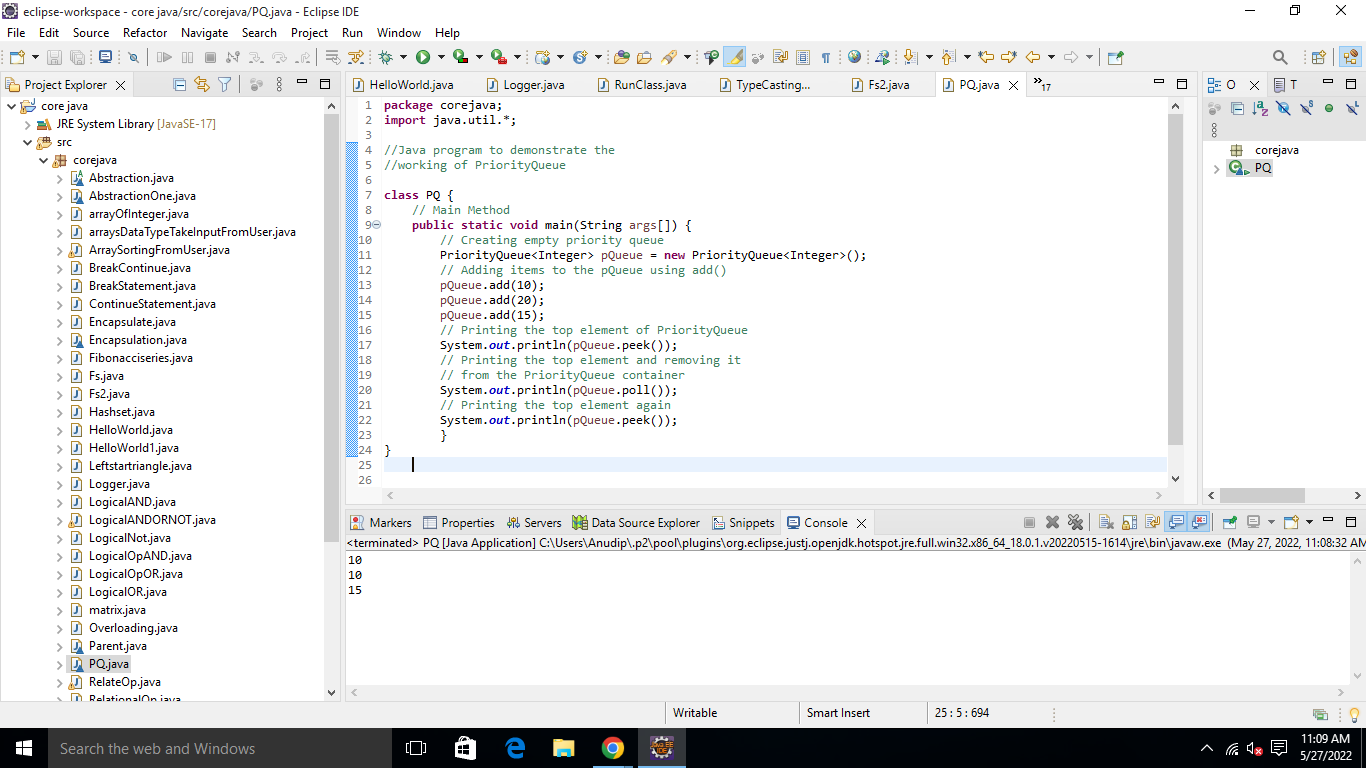 eclipse-workspace - core java/src/corejava/PQ.java - Eclipse IDE
File Edit Source Refactor Navigate Search Project Run Window Help
Project Explorer
core java
JRE System Library [JavaSE-17]
src
corejava
Abstraction.java
AbstractionOne.java
arrayOfInteger.java
arraysDataTypeTakeInputFromUser.java
ArraySortingFromUser.java
BreakContinue.java
BreakStatement.java
ContinueStatement.java
Encapsulate.java
Encapsulation.java
Fibonacciseries.java
Fs.java
Fs2.java
Hashset.java
HelloWorld.java
HelloWorld1.java
Leftstartriangle.java
Logger.java
LogicalAND.java
LogicalANDORNOT.java
LogicalNot.java
LogicalOpAND.java
LogicalOpOR.java
LogicalOR.java
matrix.java
Overloading.java
Parent.java
PQ.java
RelateOp.java
RelationalOp.java
HelloWorld.java Logger.java RunClass.java TypeCasting... Fs2.java PQ.java »17
1 package corejava;
2 import java.util.*;
3
4 //Java program to demonstrate the
5 //working of PriorityQueue
6
7 class PQ {
8 // Main Method
9 public static void main(String args[]) {
10 // Creating empty priority queue
11 PriorityQueue<Integer> pQueue = new PriorityQueue<Integer>();
12 // Adding items to the pQueue using add()
13 pQueue.add(10);
14 pQueue.add(20);
15 pQueue.add(15);
16 // Printing the top element of PriorityQueue
17 System.out.println(pQueue.peek());
18 // Printing the top element and removing it
19 // from the PriorityQueue container
20 System.out.println(pQueue.poll());
21 // Printing the top element again
22 System.out.println(pQueue.peek());
23 }
24 }
25
26
O T
corejava
PQ
Markers Properties Servers Data Source Explorer Snippets Console
<terminated> PQ [Java Application] C:\Users\Anudip\.p2\pool\plugins\org.eclipse.justj.openjdk.hotspot.jre.full.win32.x86_64_18.0.1.v20220515-1614\jre\bin\javaw.exe (May 27, 2022, 11:08:32 AM
10
10
15
Writable Smart Insert 25 : 5 : 694
Search the web and Windows
11:09 AM
5/27/2022